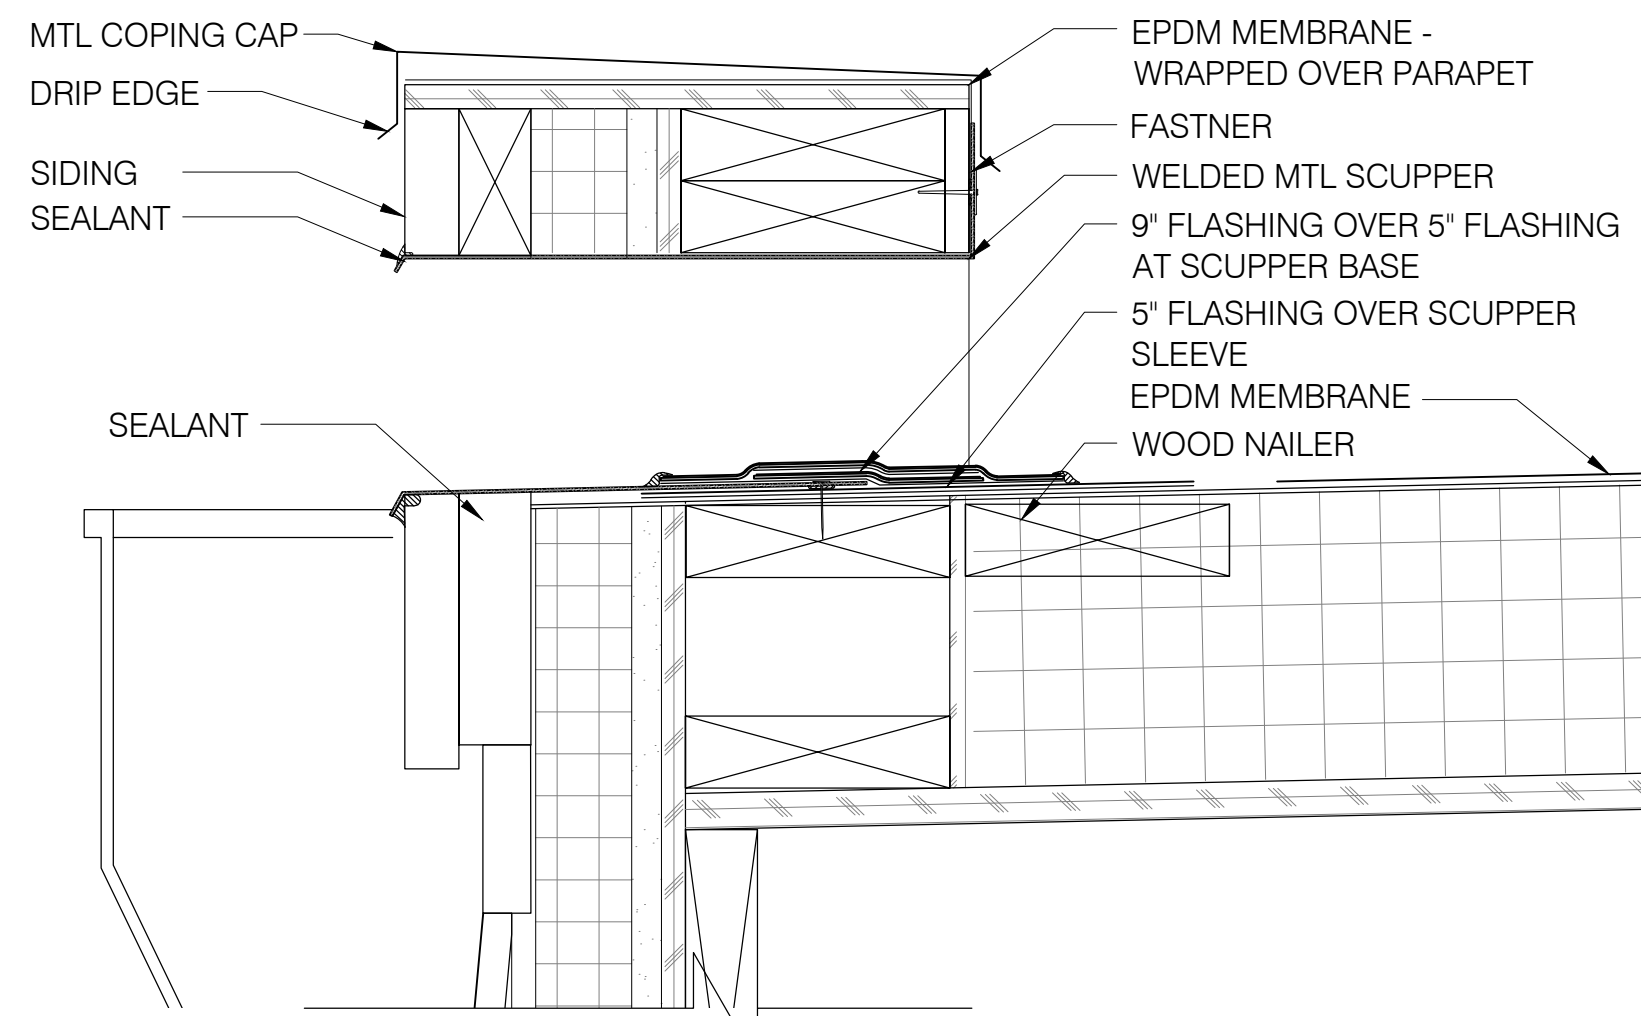 MTL COPING CAP
DRIP EDGE
SIDING
SEALANT
SEALANT
EPDM MEMBRANE -
WRAPPED OVER PARAPET
FASTNER
WELDED MTL SCUPPER
9" FLASHING OVER 5" FLASHING
AT SCUPPER BASE
5" FLASHING OVER SCUPPER
SLEEVE
EPDM MEMBRANE
WOOD NAILER